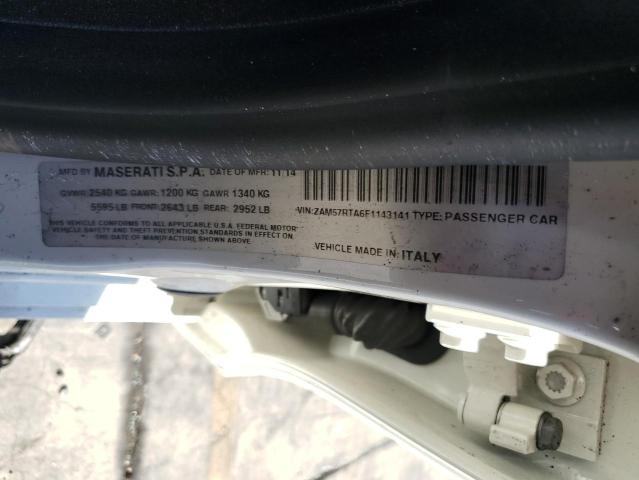 MFD BY MASERATI S.P.A. DATE OF MFR: 11 14
GVWR: 2540 KG GAWR: 1200 KG GAWR 1340 KG
5595 LB FRONT: 2643 LB REAR: 2952 LB
THIS VEHICLE CONFORMS TO ALL APPLICABLE U.S.A. FEDERAL MOTOR
VEHICLE SAFETY AND THEFT PREVENTION STANDARDS IN EFFECT ON
THE DATE OF MANUFACTURE SHOWN ABOVE.
VIN: ZAM57RTA6F1143141 TYPE: PASSENGER CAR
VEHICLE MADE IN: ITALY